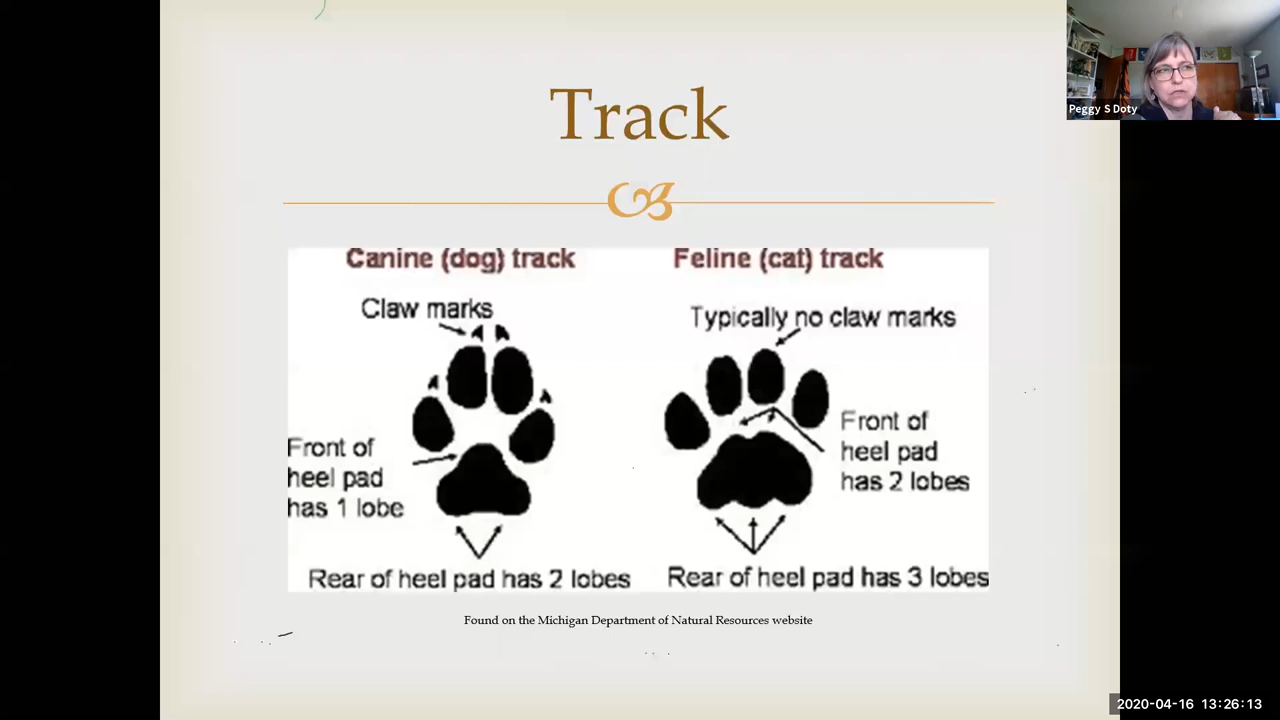 Track
Canine (dog) track
Claw marks
Front of
heel pad
has 1 lobe
Rear of heel pad has 2 lobes
Feline (cat) track
Typically no claw marks
Front of
heel pad
has 2 lobes
Rear of heel pad has 3 lobes
Found on the Michigan Department of Natural Resources website
Peggy S Doty
2020-04-16 13:26:13